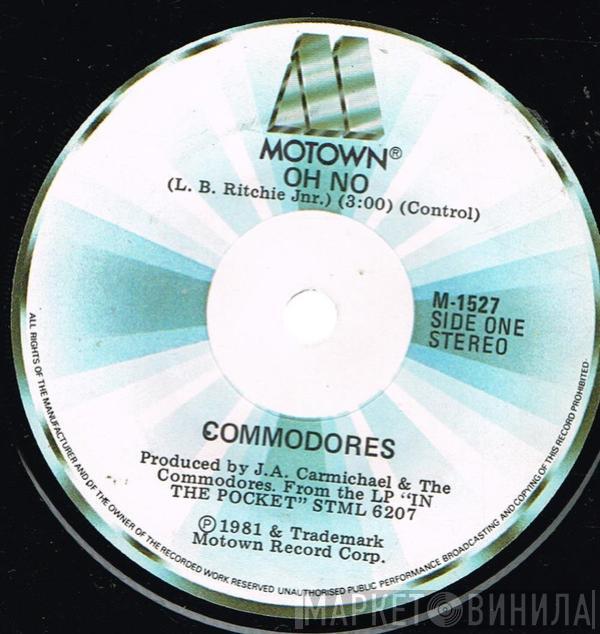 MOTOWN®
OH NO
(L. B. Ritchie Jnr.) (3:00) (Control)
M-1527
SIDE ONE
STEREO
COMMODORES
Produced by J.A. Carmichael & The
Commodores. From the LP "IN
THE POCKET" STML 6207
Ⓟ1981 & Trademark
Motown Record Corp.
ALL RIGHTS OF THE MANUFACTURER AND OF THE OWNER OF THE RECORDED WORK RESERVED UNAUTHORISED PUBLIC PERFORMANCE BROADCASTING AND COPYING OF THIS RECORD PROHIBITED
МАРКЕТ ВИНИЛА